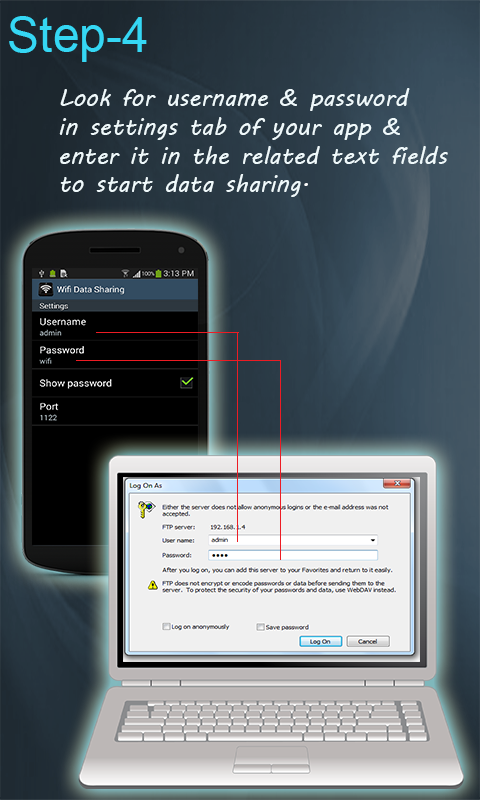 Step-4
Look for username & password
in settings tab of your app &
enter it in the related text fields
to start data sharing.
100% 3:13 PM
Wifi Data Sharing
Settings
Username
admin
Password
wifi
Show password
Port
1122
Log On As
Either the server does not allow anonymous logins or the e-mail address was not
accepted.
FTP server: 192.168.1.4
User name: admin
Password: ••••
After you log on, you can add this server to your Favorites and return to it easily.
FTP does not encrypt or encode passwords or data before sending them to the
server. To protect the security of your passwords and data, use WebDAV instead.
Log on anonymously Save password
Log On Cancel